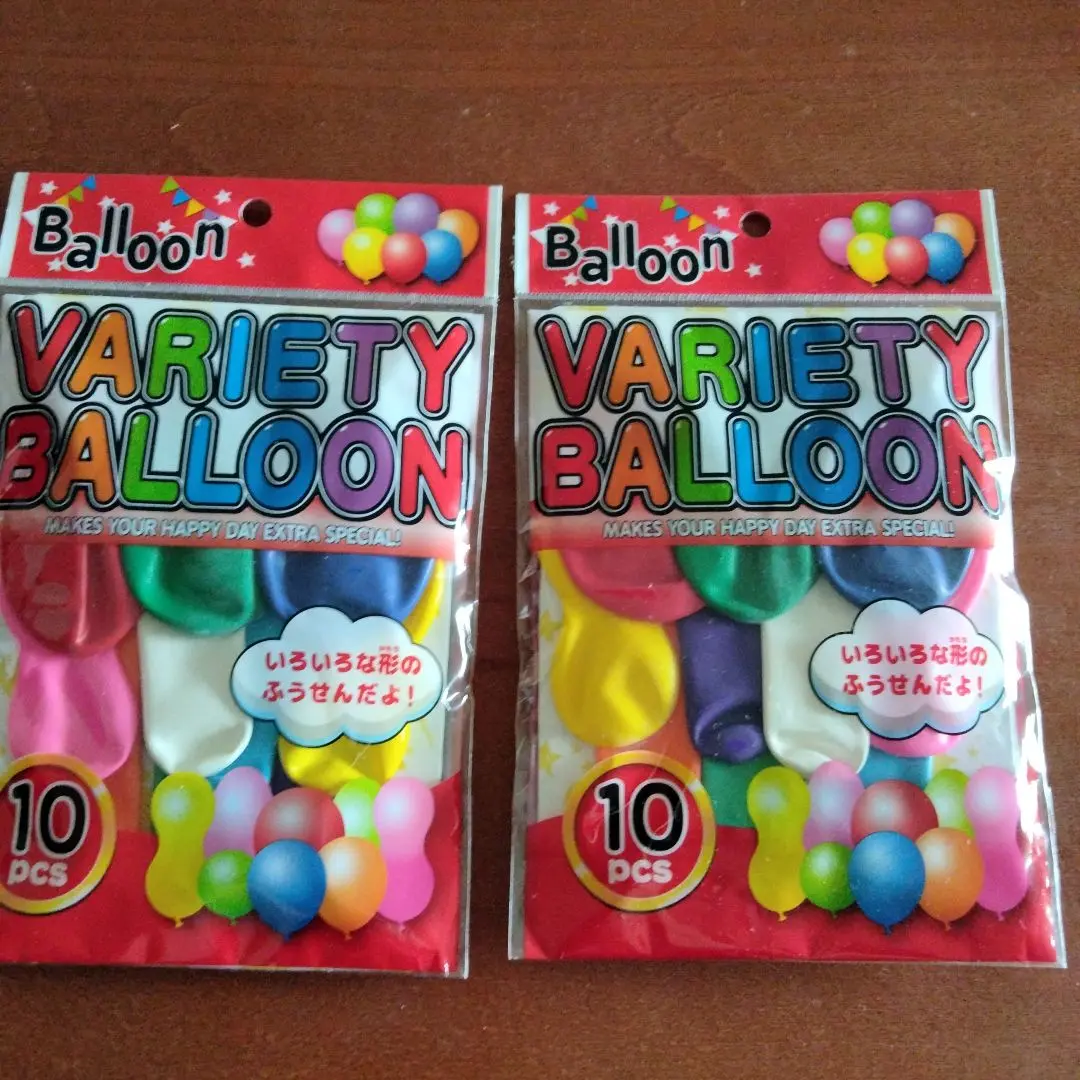 Balloon
VARIETY
BALLOON
MAKES YOUR HAPPY DAY EXTRA SPECIAL!
いろいろな形の
ふうせんだよ!
10
pcs
Balloon
VARIETY
BALLOON
MAKES YOUR HAPPY DAY EXTRA SPECIAL!
いろいろな形の
ふうせんだよ!
10
pcs